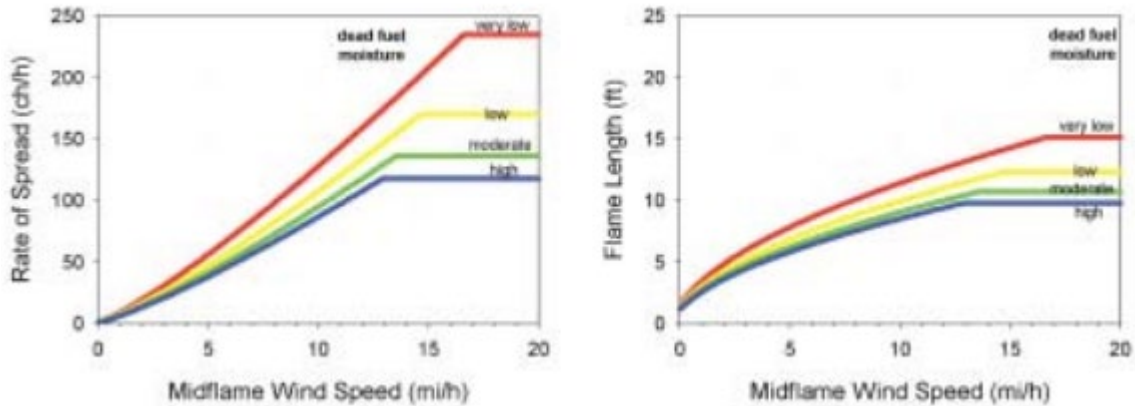 250
200
150
100
50
0
Rate of Spread (ch/h)
dead fuel
moisture
very low
low
moderate
high
0
5
10
15
20
Midflame Wind Speed (mi/h)
25
20
15
10
5
0
Flame Length (ft)
dead fuel
moisture
very low
low
moderate
high
0
5
10
15
20
Midflame Wind Speed (mi/h)